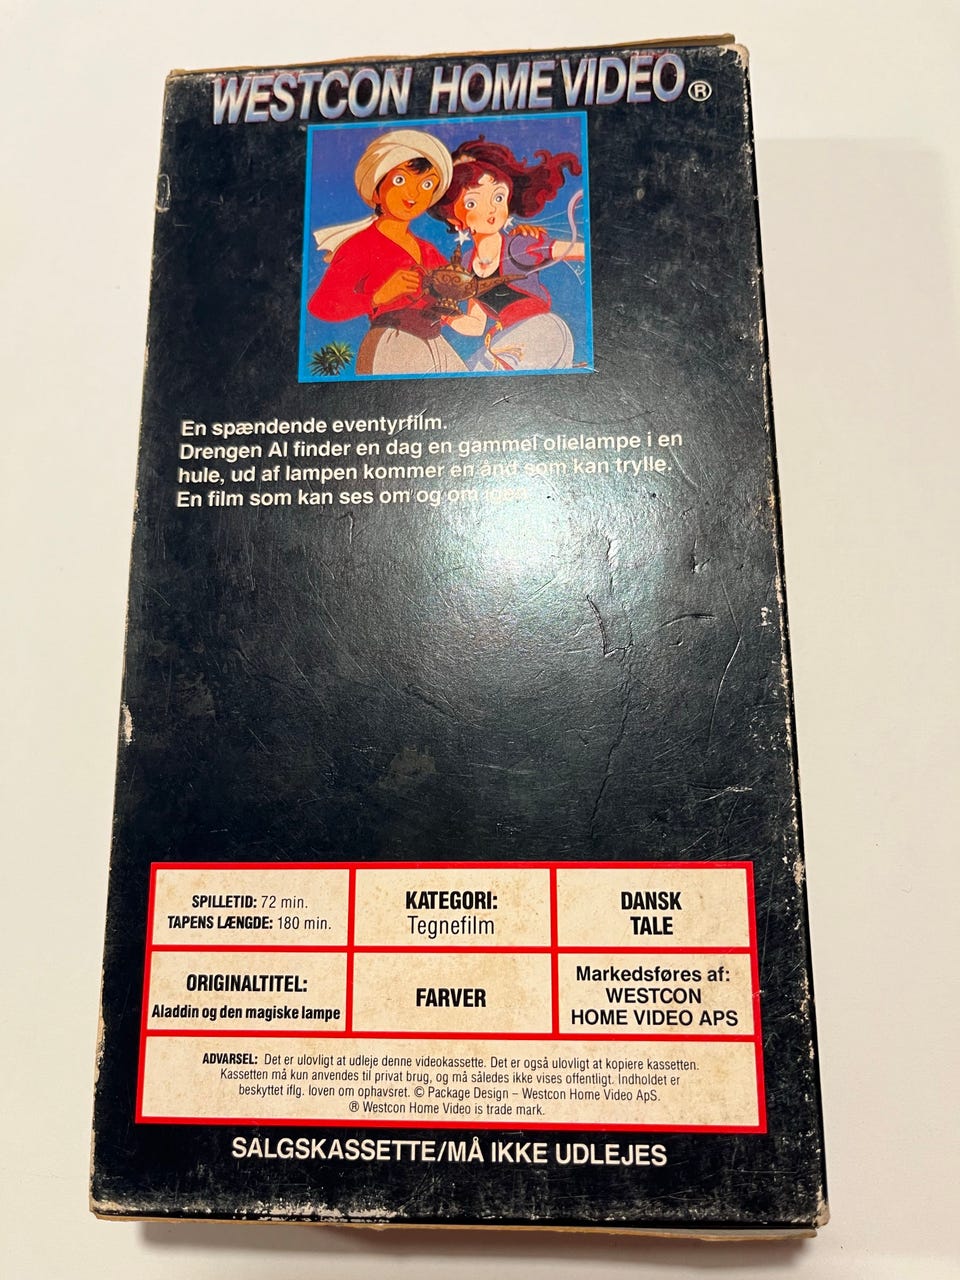 WESTCON HOME VIDEO ®
En spændende eventyrfilm.
Drengen Al finder en dag en gammel olielampe i en
hule, ud af lampen kommer en ånd som kan trylle.
En film som kan ses om og om igen.
SPILLETID: 72 min.
TAPENS LÆNGDE: 180 min.
KATEGORI:
Tegnefilm
DANSK
TALE
ORIGINALTITEL:
Aladdin og den magiske lampe
FARVER
Markedsføres af:
WESTCON
HOME VIDEO APS
ADVARSEL: Det er ulovligt at udleje denne videokassette. Det er også ulovligt at kopiere kassetten.
Kassetten må kun anvendes til privat brug, og må således ikke vises offentligt. Indholdet er
beskyttet iflg. loven om ophavsret. © Package Design – Westcon Home Video ApS.
® Westcon Home Video is trade mark.
SALGSKASSETTE/MÅ IKKE UDLEJES